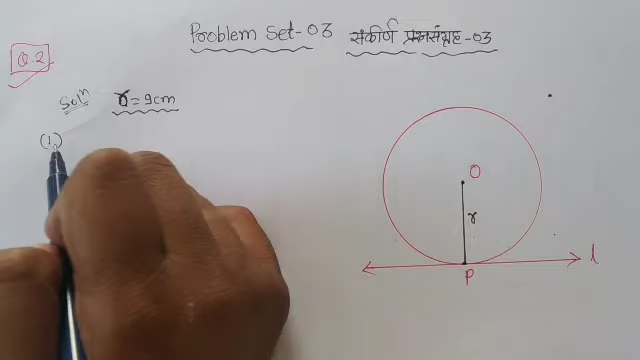 Problem Set-03 संकीर्ण प्रश्नसंग्रह-03
Q.2
Solⁿ r = 9cm
(1)
O
r
P
l